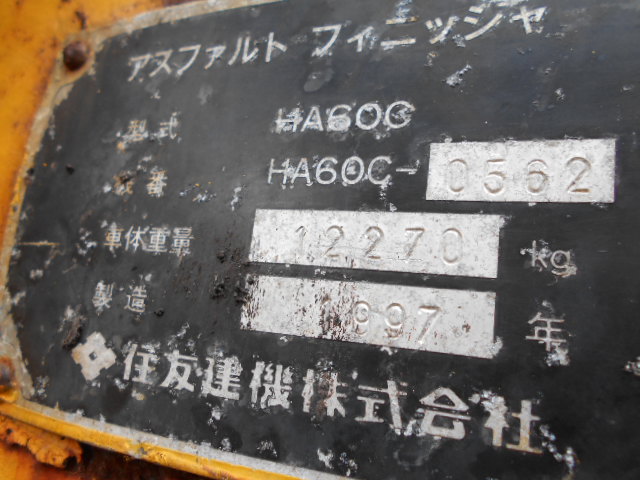 アスファルト フィニッシャ
型式 HA60C
機番 HA60C-0562
車体重量 12270 kg
製造 1997 年
住友建機株式会社